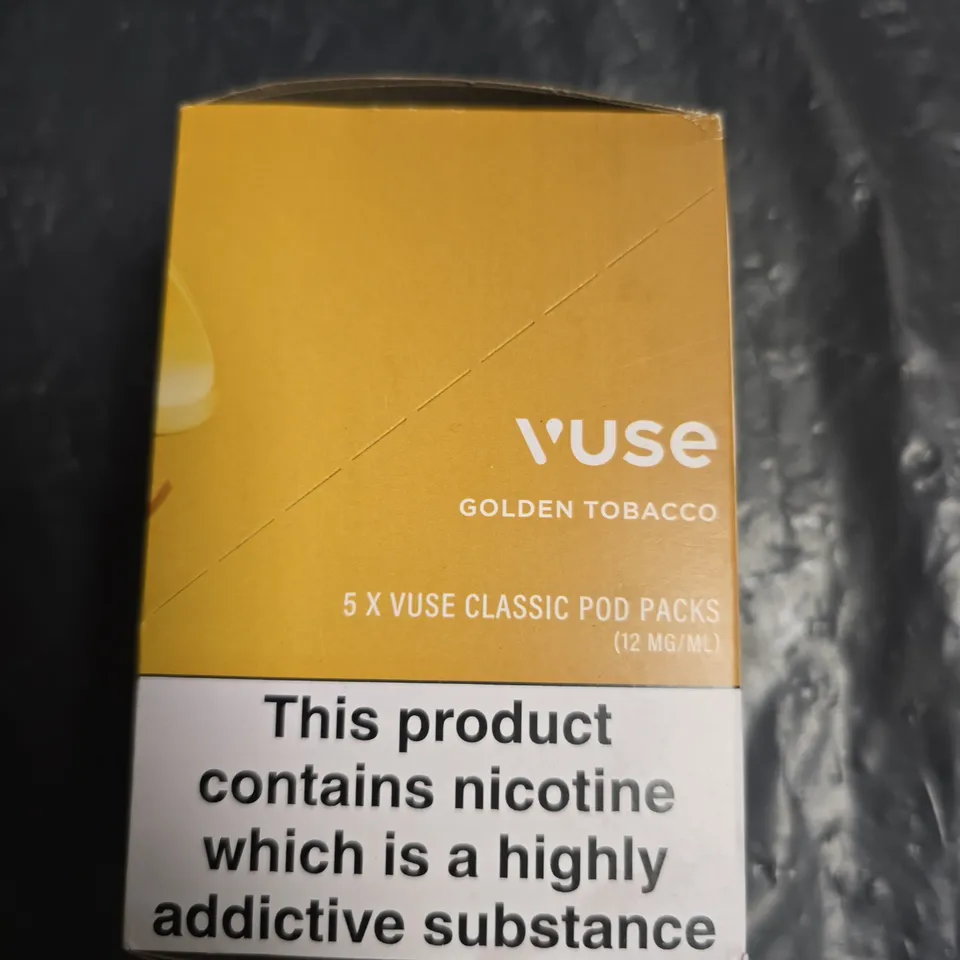 vuse
GOLDEN TOBACCO
5 X VUSE CLASSIC POD PACKS
(12 MG/ML)
This product
contains nicotine
which is a highly
addictive substance